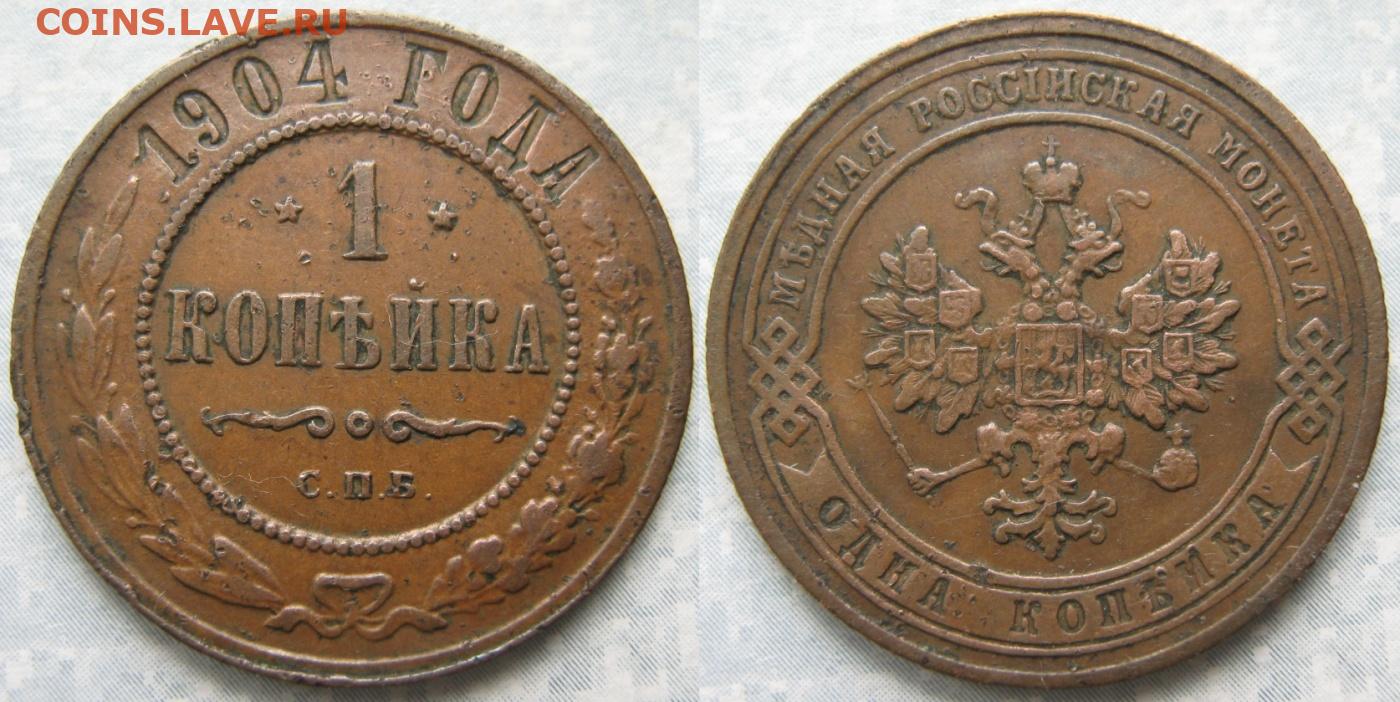 COINS.LAVE.RU
1904 ГОДА
1
КОПѢЙКА
С.П.Б.
МѢДНАЯ РОССІЙСКАЯ МОНЕТА
ОДНА КОПѢЙКА